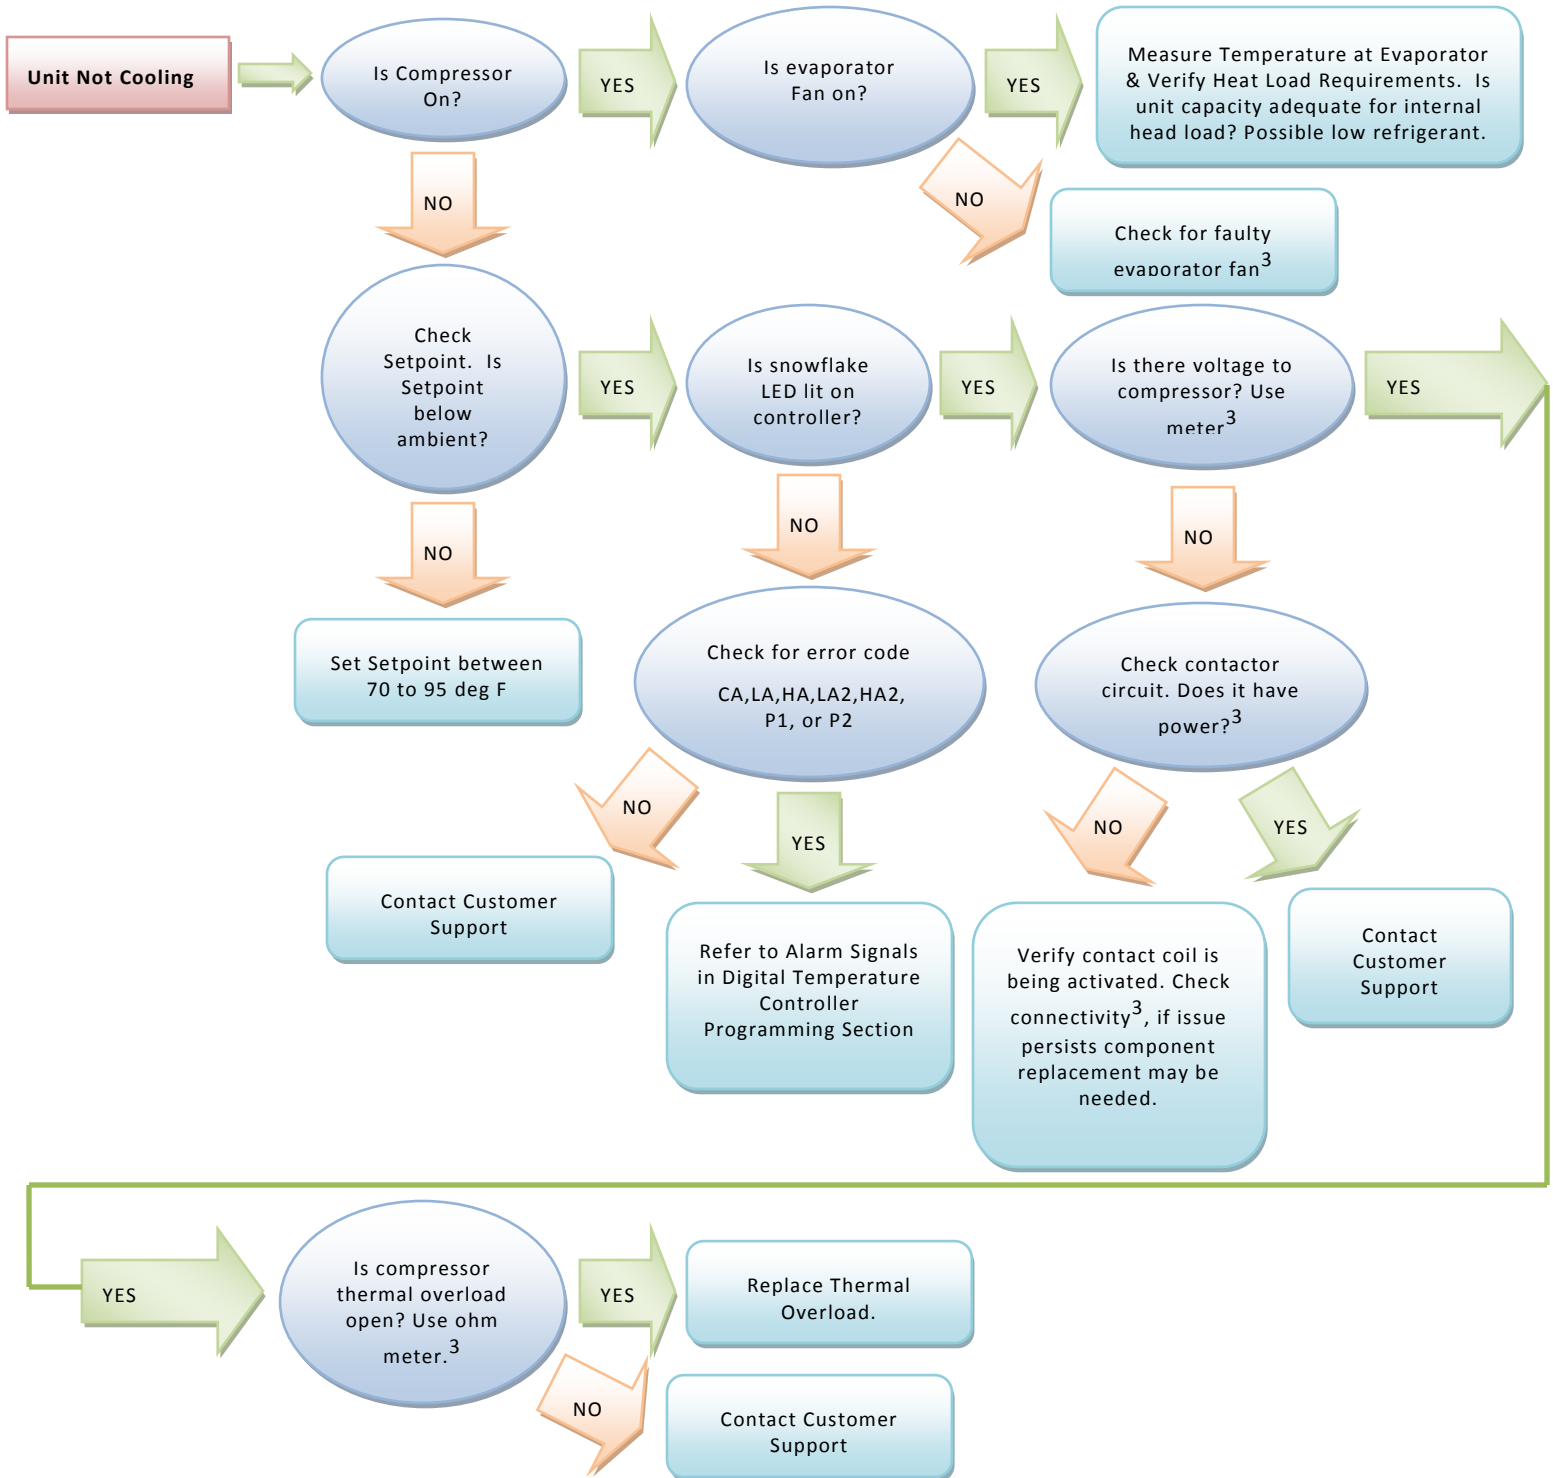 Unit Not Cooling
Is Compressor
On?
YES
Is evaporator
Fan on?
YES
Measure Temperature at Evaporator
& Verify Heat Load Requirements. Is
unit capacity adequate for internal
head load? Possible low refrigerant.
NO
NO
Check for faulty
evaporator fan3
Check
Setpoint. Is
Setpoint
below
ambient?
YES
Is snowflake
LED lit on
controller?
YES
Is there voltage to
compressor? Use
meter3
YES
NO
NO
NO
Set Setpoint between
70 to 95 deg F
Check for error code
CA,LA,HA,LA2,HA2,
P1, or P2
Check contactor
circuit. Does it have
power?3
NO
YES
NO
YES
Contact Customer
Support
Refer to Alarm Signals
in Digital Temperature
Controller
Programming Section
Verify contact coil is
being activated. Check
connectivity3, if issue
persists component
replacement may be
needed.
Contact
Customer
Support
YES
Is compressor
thermal overload
open? Use ohm
meter.3
YES
Replace Thermal
Overload.
NO
Contact Customer
Support